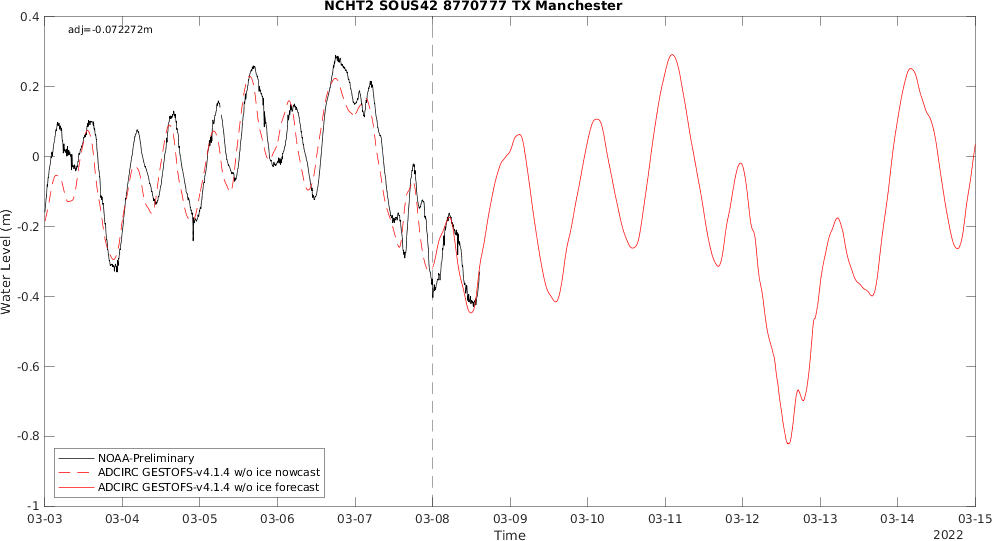 NCHT2 SOUS42 8770777 TX Manchester
adj=-0.072272m
0.4
0.2
0
-0.2
-0.4
-0.6
-0.8
-1
Water Level (m)
NOAA-Preliminary
ADCIRC GESTOFS-v4.1.4 w/o ice nowcast
ADCIRC GESTOFS-v4.1.4 w/o ice forecast
03-03 03-04 03-05 03-06 03-07 03-08 03-09 03-10 03-11 03-12 03-13 03-14 03-15
Time
2022